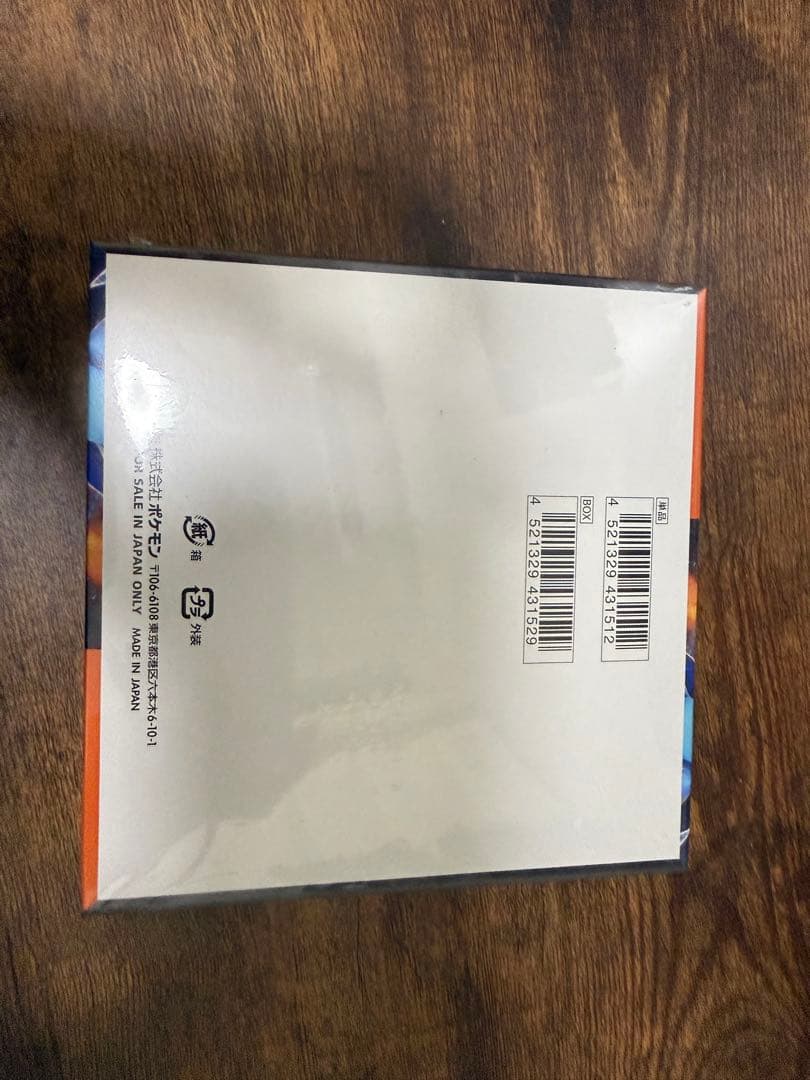 単品
4 521329 431512
BOX
4 521329 431529
紙 箱
プラ 外装
株式会社ポケモン 〒106-6108 東京都港区六本木6-10-1
SALE IN JAPAN ONLY MADE IN JAPAN